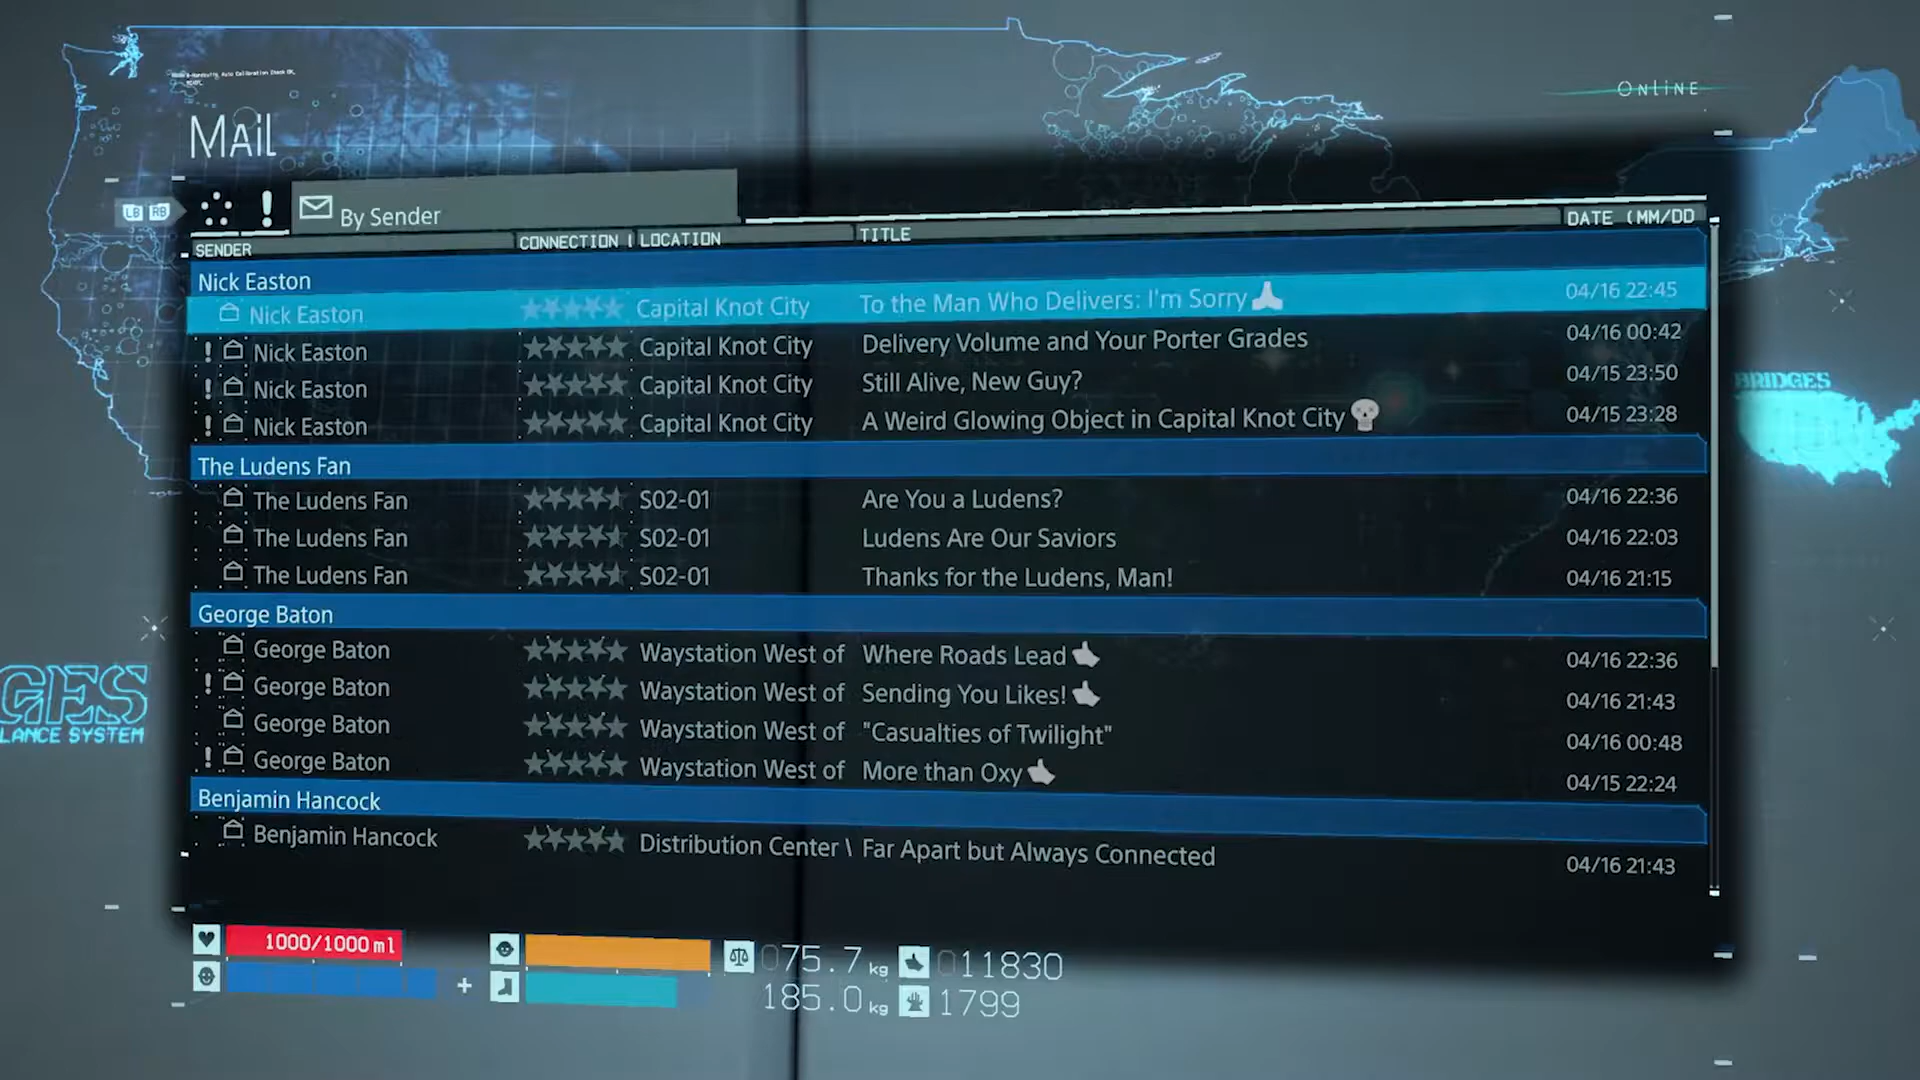 B-Handcuffs Auto Calibration Check OK.
Mail
Online
LB RB
By Sender
SENDER CONNECTION LOCATION TITLE DATE (MM/DD
Nick Easton
Nick Easton Capital Knot City To the Man Who Delivers: I'm Sorry 04/16 22:45
! Nick Easton Capital Knot City Delivery Volume and Your Porter Grades 04/16 00:42
! Nick Easton Capital Knot City Still Alive, New Guy? 04/15 23:50
! Nick Easton Capital Knot City A Weird Glowing Object in Capital Knot City 04/15 23:28
The Ludens Fan
The Ludens Fan S02-01 Are You a Ludens? 04/16 22:36
The Ludens Fan S02-01 Ludens Are Our Saviors 04/16 22:03
The Ludens Fan S02-01 Thanks for the Ludens, Man! 04/16 21:15
George Baton
George Baton Waystation West of Where Roads Lead 04/16 22:36
! George Baton Waystation West of Sending You Likes! 04/16 21:43
George Baton Waystation West of "Casualties of Twilight" 04/16 00:48
! George Baton Waystation West of More than Oxy 04/15 22:24
Benjamin Hancock
Benjamin Hancock Distribution Center Far Apart but Always Connected 04/16 21:43
BRIDGES
GES
LANCE SYSTEM
1000/1000 ml
+
075.7 kg
185.0 kg
011830
1799